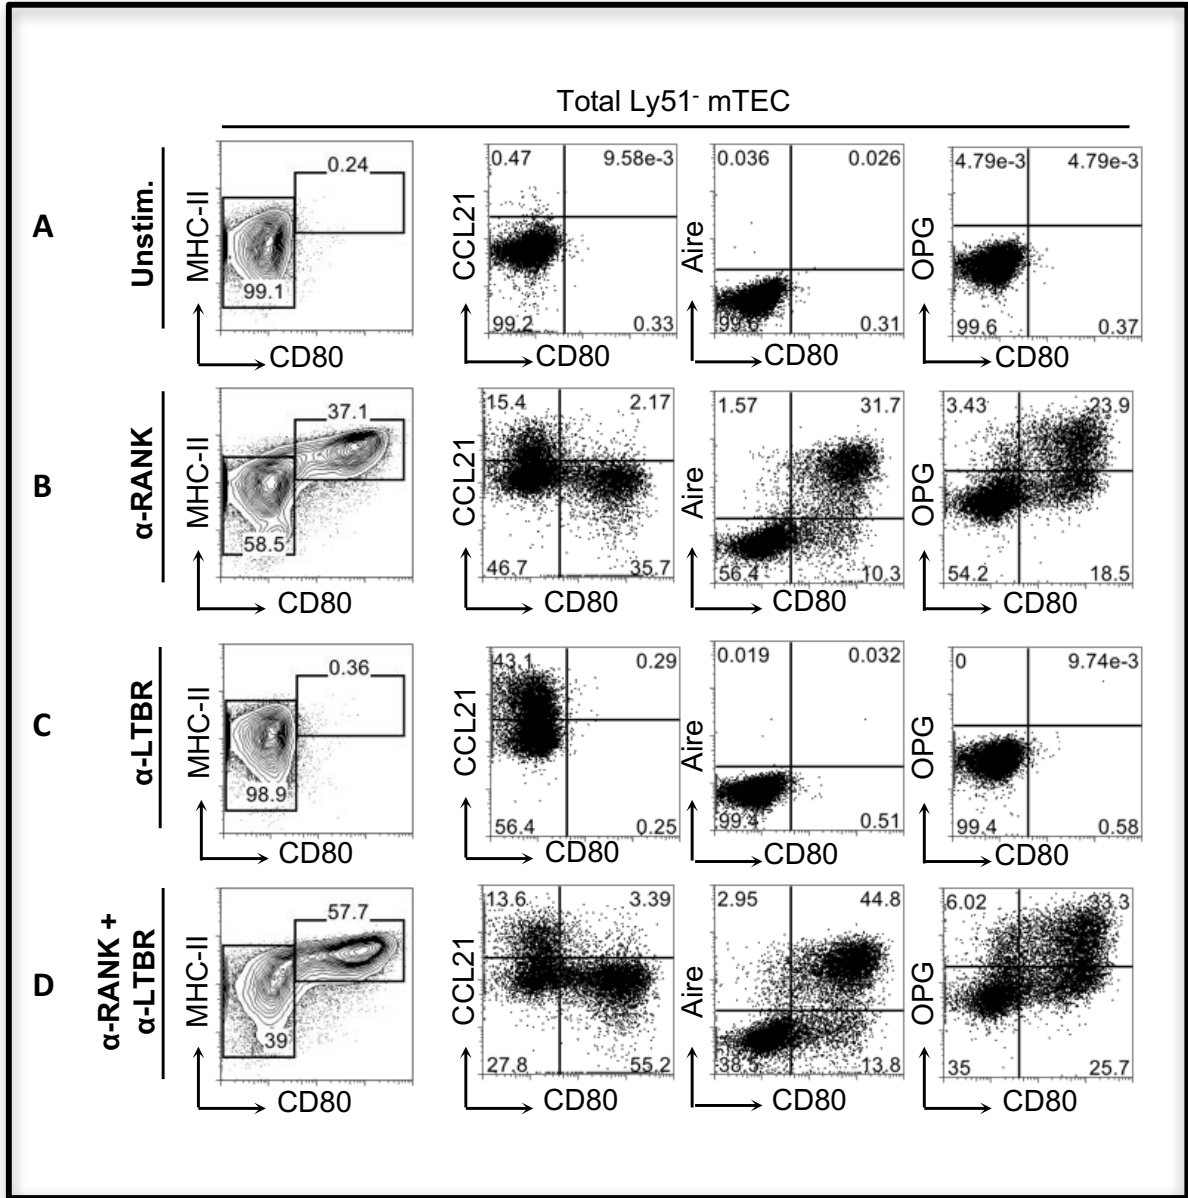 Total Ly51- mTEC
A
Unstim.
MHC-II
0.24
99.1
CD80
CCL21
0.47
9.58e-3
99.2
0.33
CD80
Aire
0.036
0.026
99.6
0.31
CD80
OPG
4.79e-3
4.79e-3
99.6
0.37
CD80
B
α-RANK
MHC-II
37.1
58.5
CD80
CCL21
15.4
2.17
46.7
35.7
CD80
Aire
1.57
31.7
56.4
10.3
CD80
OPG
3.43
23.9
54.2
18.5
CD80
C
α-LTBR
MHC-II
0.36
98.9
CD80
CCL21
43.1
0.29
56.4
0.25
CD80
Aire
0.019
0.032
99.4
0.51
CD80
OPG
0
9.74e-3
99.4
0.58
CD80
D
α-RANK +
α-LTBR
MHC-II
57.7
39
CD80
CCL21
13.6
3.39
27.8
55.2
CD80
Aire
2.95
44.8
38.5
13.8
CD80
OPG
6.02
33.3
35
25.7
CD80